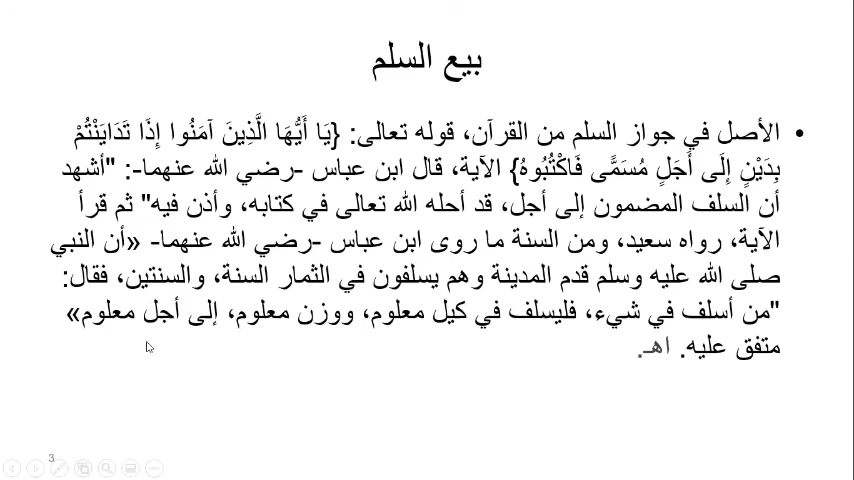 بيع السلم
• الأصل في جواز السلم من القرآن، قوله تعالى: {يَا أَيُّهَا الَّذِينَ آمَنُوا إِذَا تَدَايَنْتُمْ
بِدَيْنٍ إِلَى أَجَلٍ مُسَمًّى فَاكْتُبُوهُ} الآية، قال ابن عباس -رضي الله عنهما-: "أشهد
أن السلف المضمون إلى أجل، قد أحله الله تعالى في كتابه، وأذن فيه" ثم قرأ
الآية، رواه سعيد، ومن السنة ما روى ابن عباس -رضي الله عنهما- «أن النبي
صلى الله عليه وسلم قدم المدينة وهم يسلفون في الثمار السنة، والسنتين، فقال:
"من أسلف في شيء، فليسلف في كيل معلوم، ووزن معلوم، إلى أجل معلوم»
متفق عليه. اهـ.
3